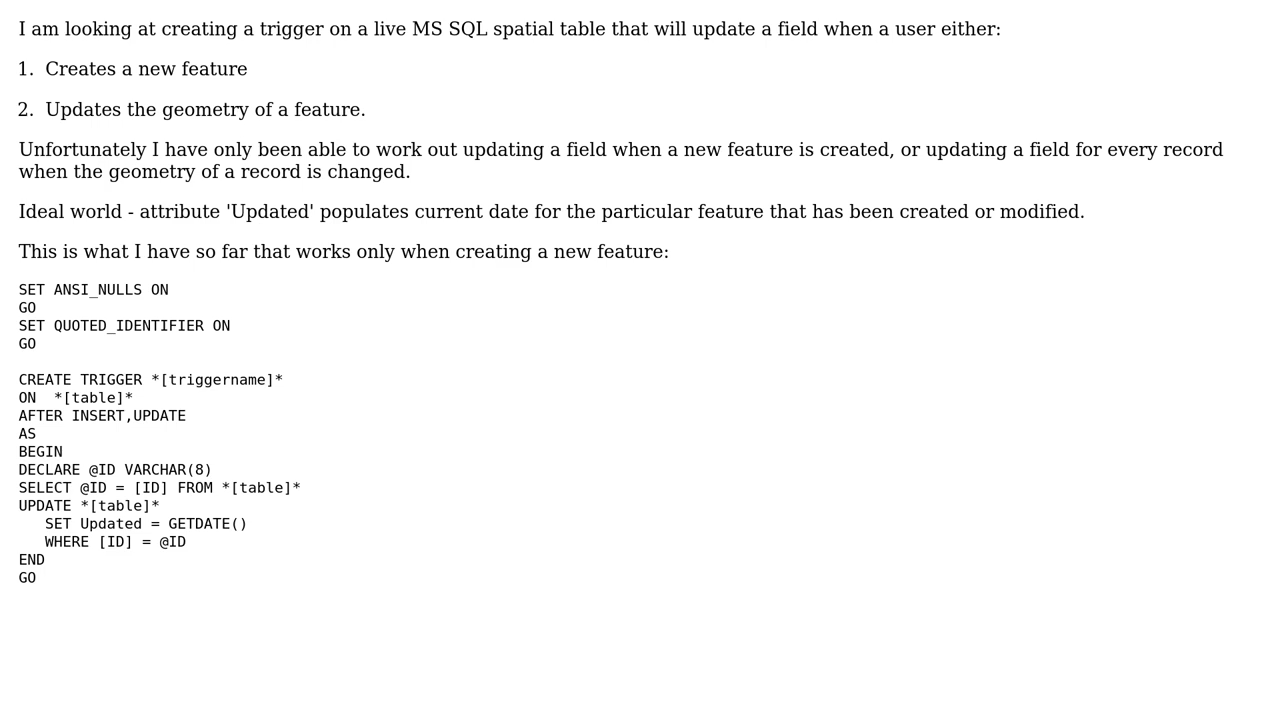 I am looking at creating a trigger on a live MS SQL spatial table that will update a field when a user either:
1. Creates a new feature
2. Updates the geometry of a feature.
Unfortunately I have only been able to work out updating a field when a new feature is created, or updating a field for every record
when the geometry of a record is changed.
Ideal world - attribute 'Updated' populates current date for the particular feature that has been created or modified.
This is what I have so far that works only when creating a new feature:
SET ANSI_NULLS ON
GO
SET QUOTED_IDENTIFIER ON
GO
CREATE TRIGGER *[triggername]*
ON  *[table]*
AFTER INSERT,UPDATE
AS
BEGIN
DECLARE @ID VARCHAR(8)
SELECT @ID = [ID] FROM *[table]*
UPDATE *[table]*
   SET Updated = GETDATE()
   WHERE [ID] = @ID
END
GO